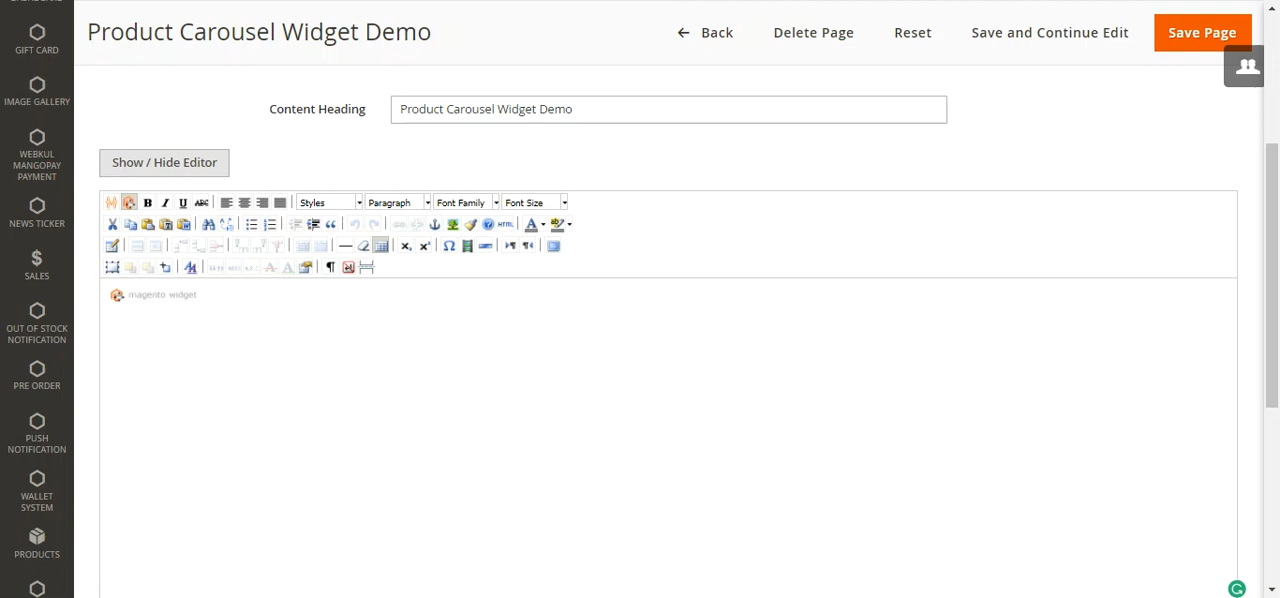 Product Carousel Widget Demo
Back
Delete Page
Reset
Save and Continue Edit
Save Page
GIFT CARD
IMAGE GALLERY
WEBKUL
MANGOPAY
PAYMENT
NEWS TICKER
SALES
OUT OF STOCK
NOTIFICATION
PRE ORDER
PUSH
NOTIFICATION
WALLET
SYSTEM
PRODUCTS
Content Heading
Product Carousel Widget Demo
Show / Hide Editor
B I U ABC Styles Paragraph Font Family Font Size
HTML
magento widget